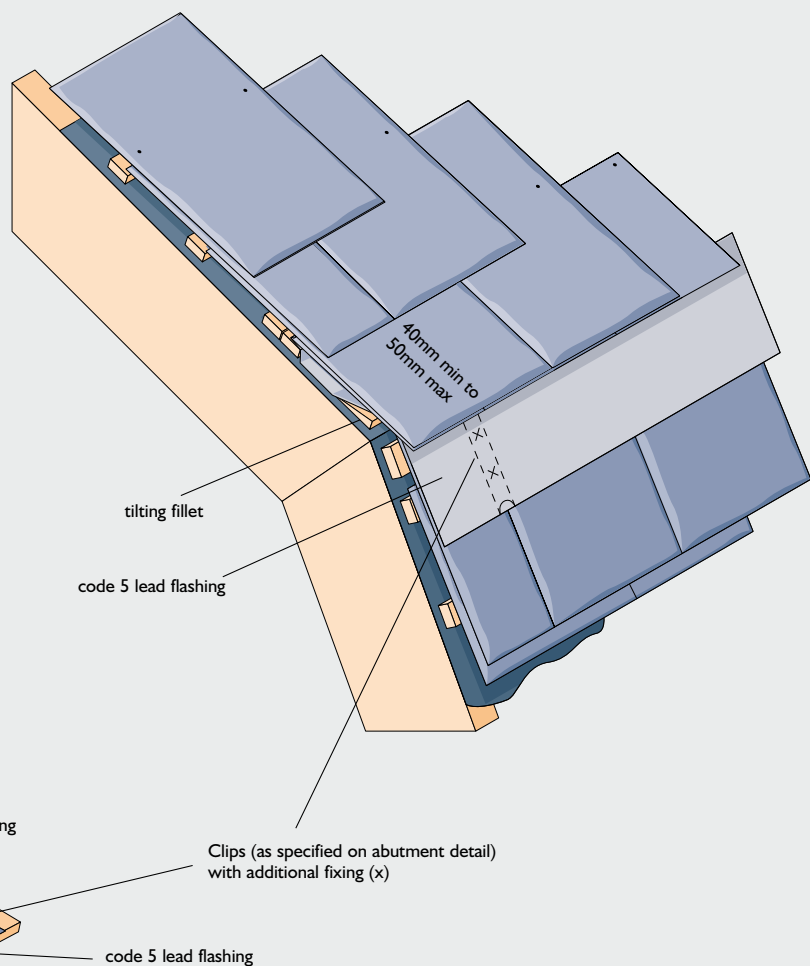 40mm min to
50mm max
tilting fillet
code 5 lead flashing
ng
Clips (as specified on abutment detail)
with additional fixing (x)
code 5 lead flashing